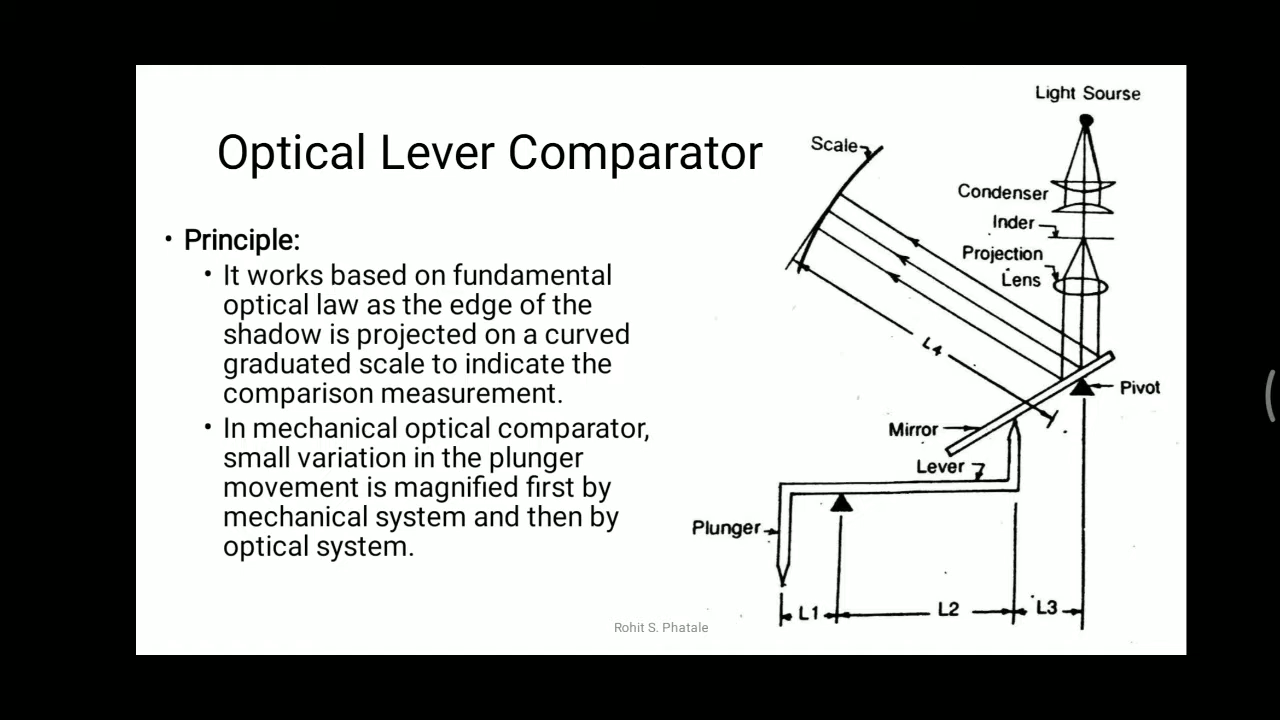 Optical Lever Comparator
• Principle:
• It works based on fundamental
optical law as the edge of the
shadow is projected on a curved
graduated scale to indicate the
comparison measurement.
• In mechanical optical comparator,
small variation in the plunger
movement is magnified first by
mechanical system and then by
optical system.
Light Sourse
Scale
Condenser
Inder
Projection
Lens
L4
Pivot
Mirror
Lever
Plunger
L1
L2
L3
Rohit S. Phatale